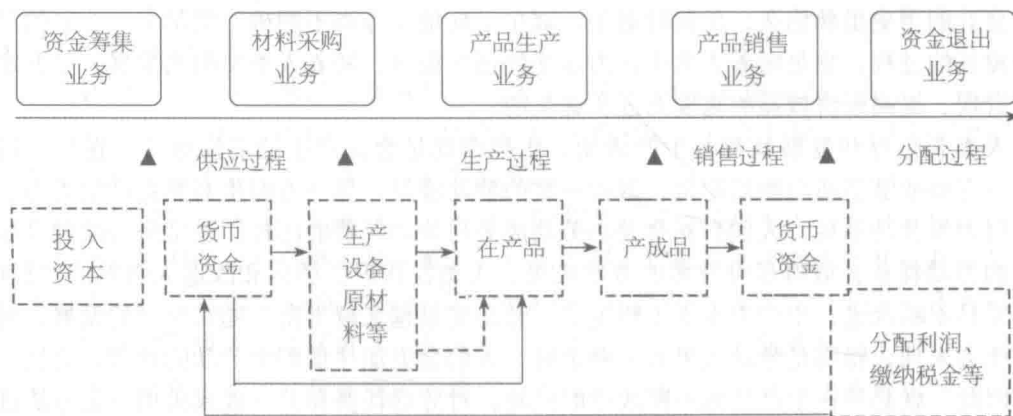 资金筹集
业务
材料采购
业务
产品生产
业务
产品销售
业务
资金退出
业务
供应过程
生产过程
销售过程
分配过程
投入
资本
货币
资金
生产
设备
原材
料等
在产品
产成品
货币
资金
分配利润、
缴纳税金等